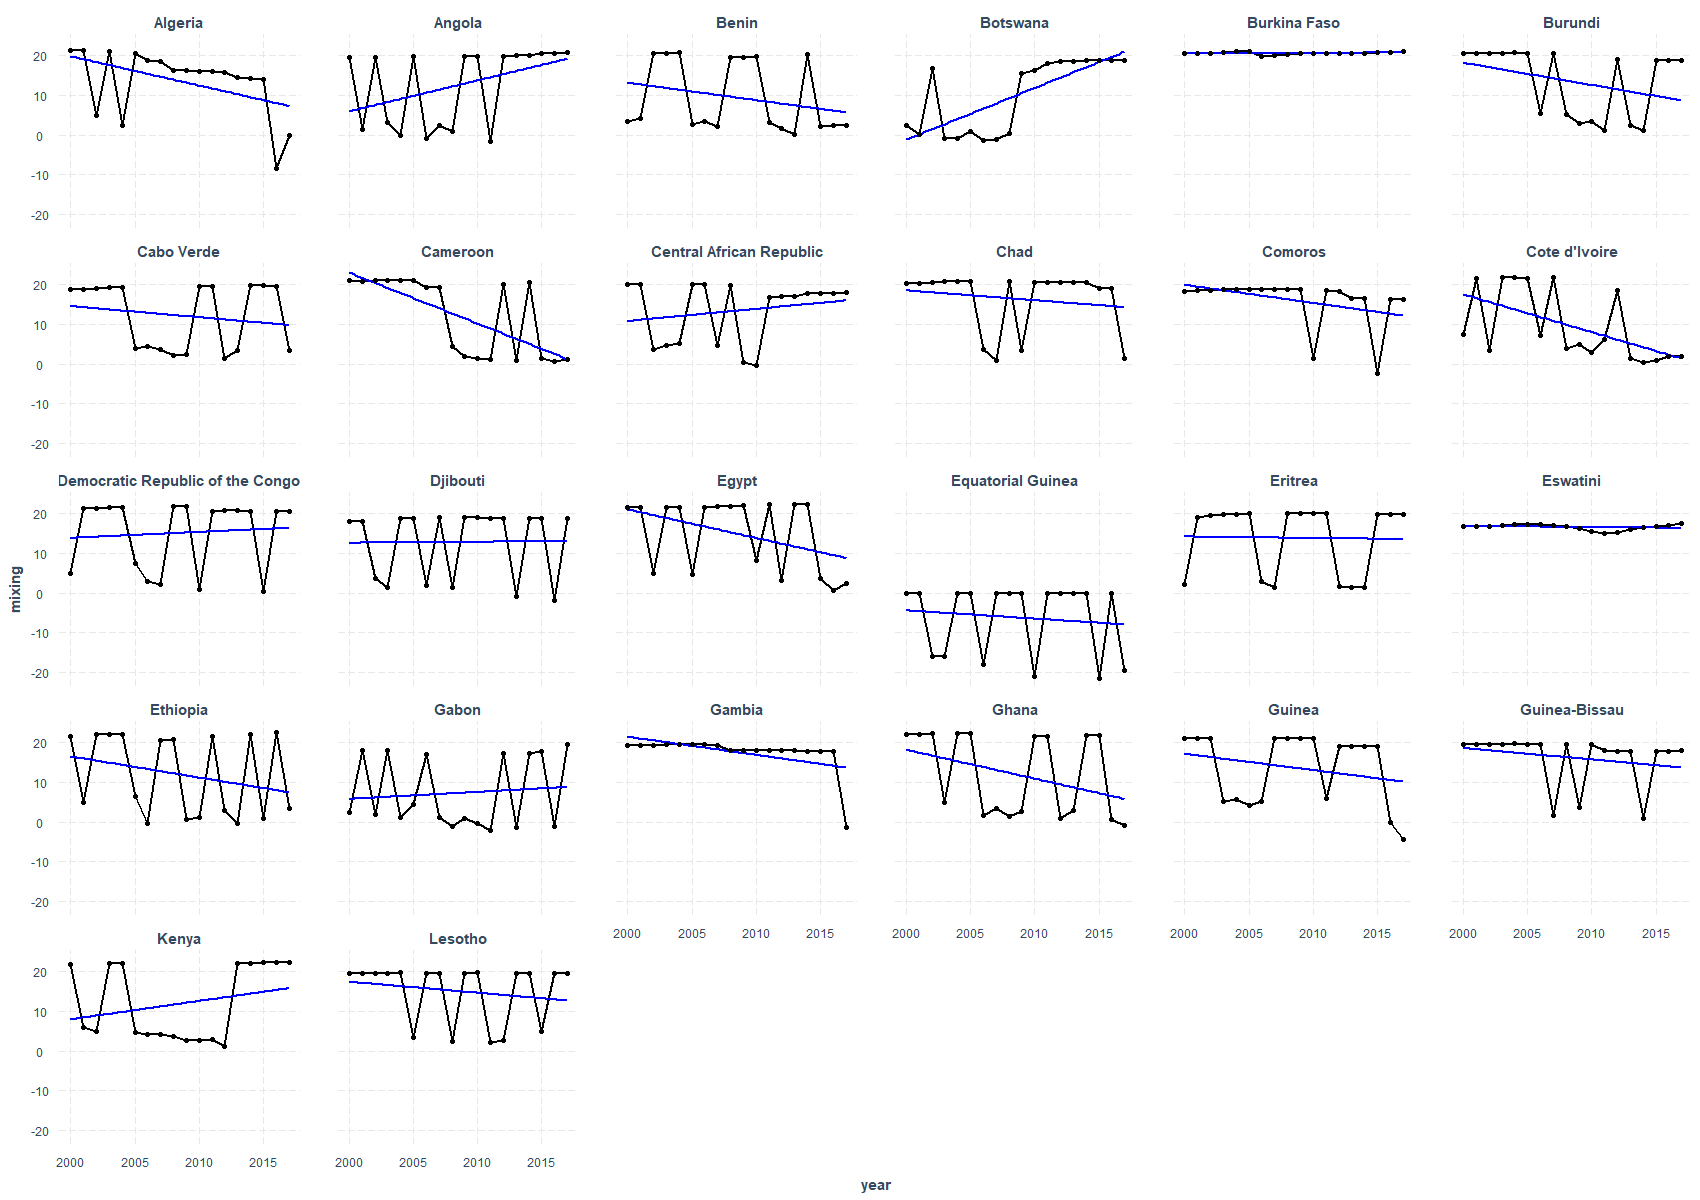 Algeria Angola Benin Botswana Burkina Faso Burundi
20
10
0
-10
-20
Cabo Verde Cameroon Central African Republic Chad Comoros Cote d'Ivoire
20
10
0
-10
-20
Democratic Republic of the Congo Djibouti Egypt Equatorial Guinea Eritrea Eswatini
20
10
0
-10
-20
mixing
Ethiopia Gabon Gambia Ghana Guinea Guinea-Bissau
20
10
0
-10
-20
2000 2005 2010 2015 2000 2005 2010 2015 2000 2005 2010 2015 2000 2005 2010 2015
Kenya Lesotho
20
10
0
-10
-20
2000 2005 2010 2015 2000 2005 2010 2015
year